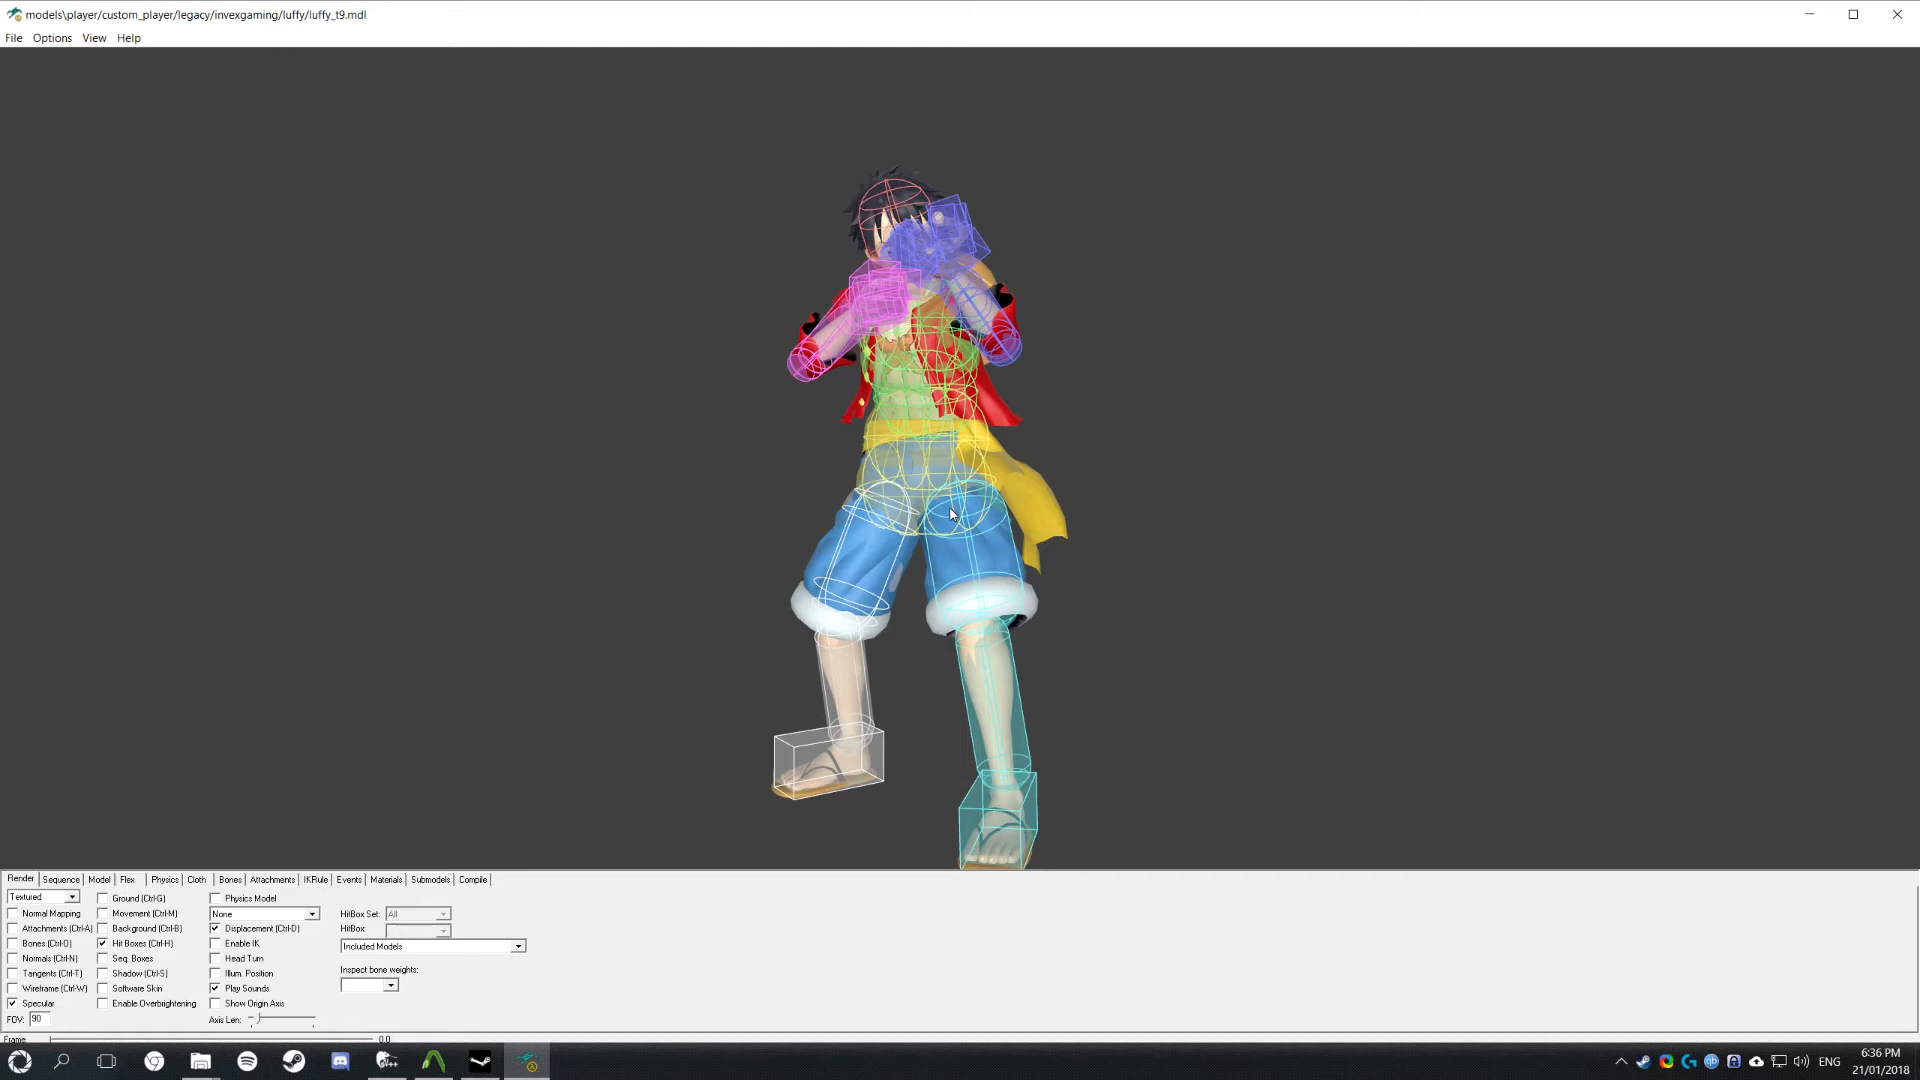 models\player/custom_player/legacy/invexgaming/luffy/luffy_t9.mdl
File Options View Help
Render Sequence Model Flex Physics Cloth Bones Attachments IKRule Events Materials Submodels Compile
Textured Ground (Ctrl-G) Physics Model
Normal Mapping Movement (Ctrl-M) None HitBox Set: All
Attachments (Ctrl-A) Background (Ctrl-B) Displacement (Ctrl-D) HitBox:
Bones (Ctrl-O) Hit Boxes (Ctrl-H) Enable IK Included Models
Normals (Ctrl-N) Seq. Boxes Head Turn
Tangents (Ctrl-T) Shadow (Ctrl-S) Illum. Position Inspect bone weights:
Wireframe (Ctrl-W) Software Skin Play Sounds
Specular Enable Overbrightening Show Origin Axis
FOV: 90 Axis Len:
Frame 0.0
ENG 6:36 PM
21/01/2018